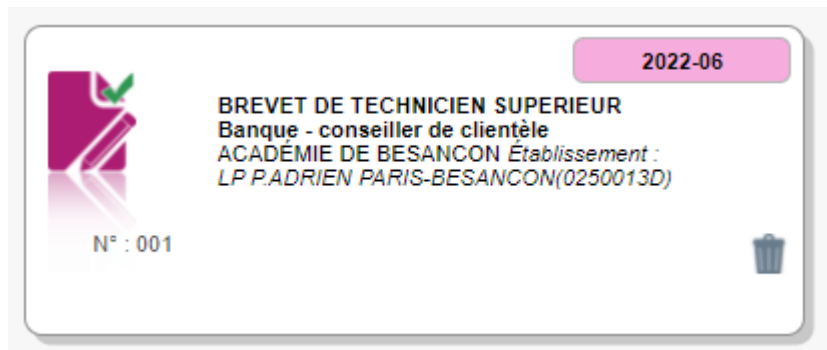 2022-06
BREVET DE TECHNICIEN SUPERIEUR
Banque - conseiller de clientèle
ACADÉMIE DE BESANCON Établissement :
LP P.ADRIEN PARIS-BESANCON(0250013D)
N° : 001